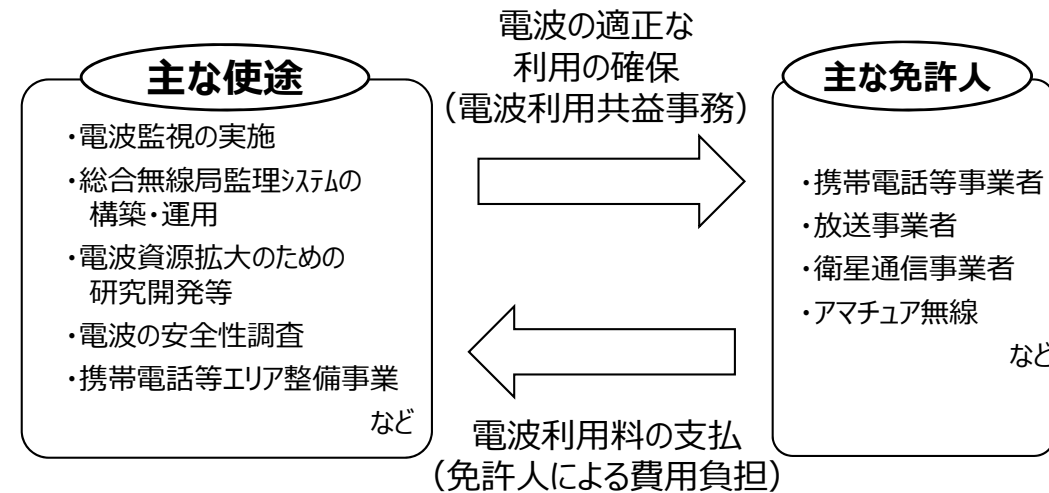 主な使途
・電波監視の実施
・総合無線局監理システムの
構築・運用
・電波資源拡大のための
研究開発等
・電波の安全性調査
・携帯電話等エリア整備事業
など
電波の適正な
利用の確保
（電波利用共益事務）
電波利用料の支払
（免許人による費用負担）
主な免許人
・携帯電話等事業者
・放送事業者
・衛星通信事業者
・アマチュア無線
など